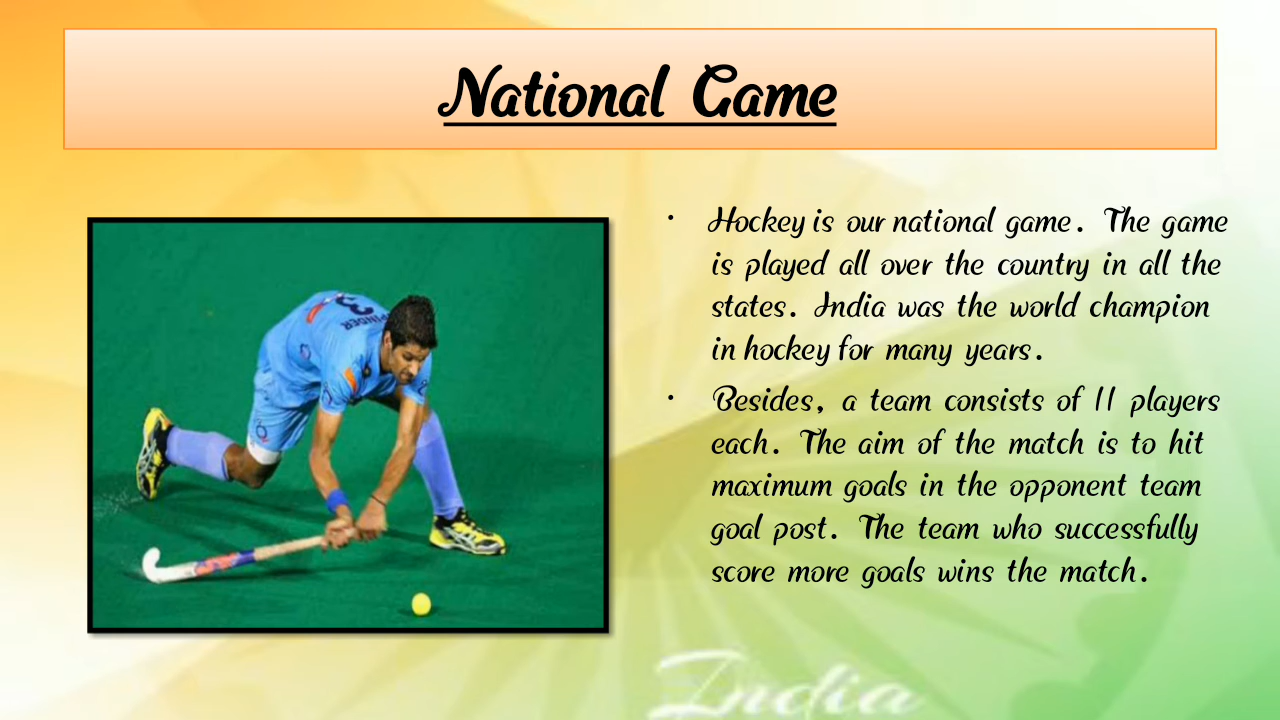 National Game
• Hockey is our national game. The game
is played all over the country in all the
states. India was the world champion
in hockey for many years.
• Besides, a team consists of 11 players
each. The aim of the match is to hit
maximum goals in the opponent team
goal post. The team who successfully
score more goals wins the match.
3
India